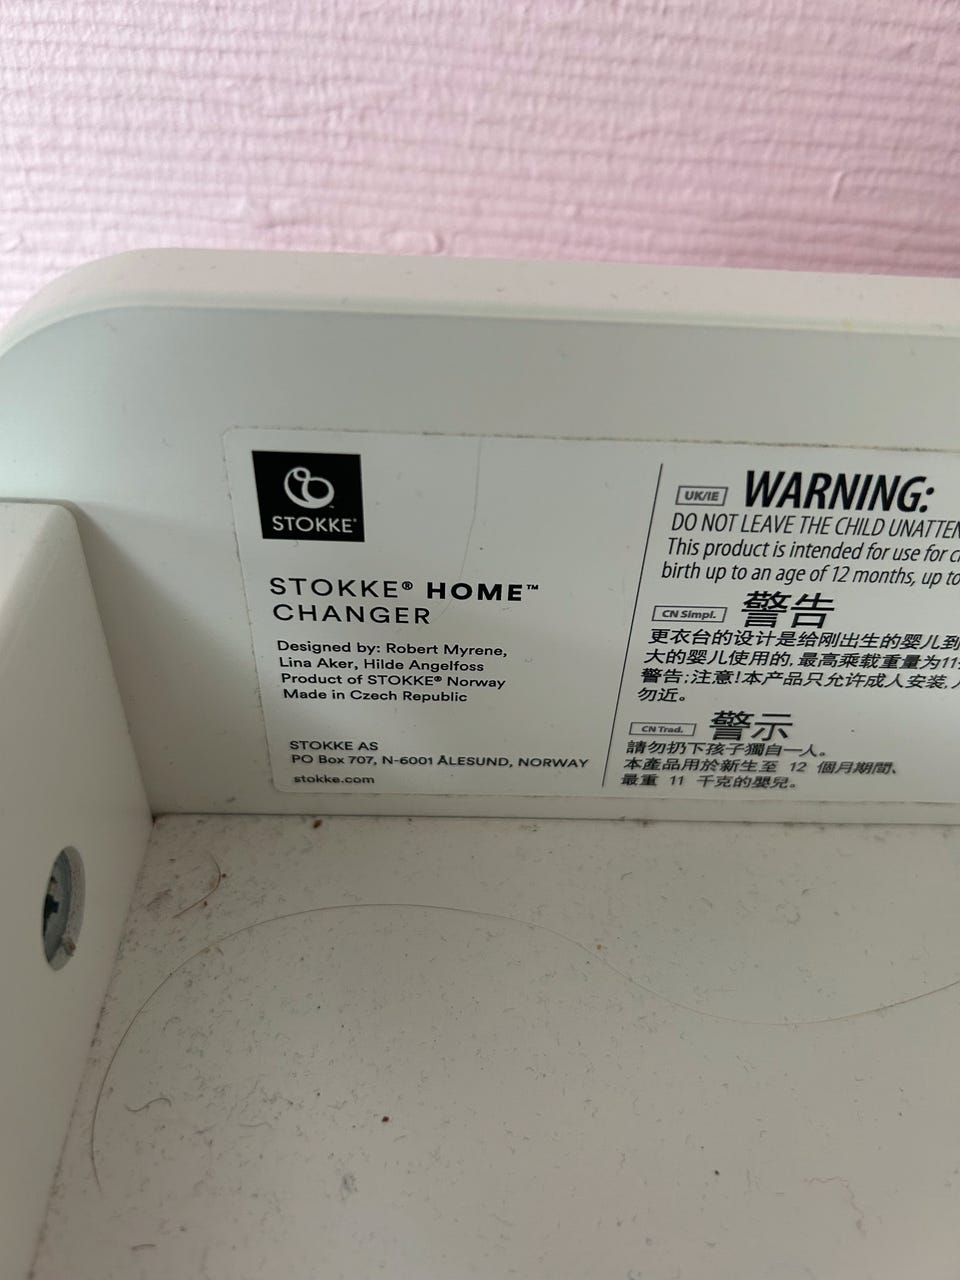 STOKKE®
STOKKE® HOME™
CHANGER
Designed by: Robert Myrene,
Lina Aker, Hilde Angelfoss
Product of STOKKE® Norway
Made in Czech Republic
STOKKE AS
PO Box 707, N-6001 ÅLESUND, NORWAY
stokke.com
UK/IE WARNING:
DO NOT LEAVE THE CHILD
This product is intended for use for
birth up to an age of 12 months, up to
CN Simpl. 警告
更衣台的设计是给刚出生的婴儿到
大的婴儿使用的,最高乘载重量为11
警告;注意!本产品只允许成人安装,
勿近。
CN Trad. 警示
請勿扔下孩子獨自一人。
本產品用於新生至 12 個月期間、
最重 11 千克的嬰兒。